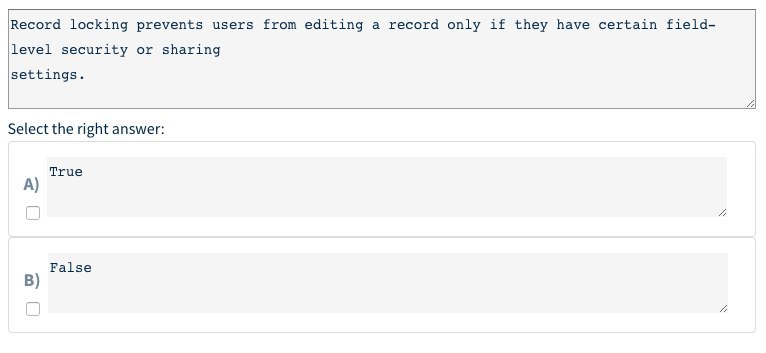 Record locking prevents users from editing a record only if they have certain field-
level security or sharing
settings.
Select the right answer:
A)
True
B)
False